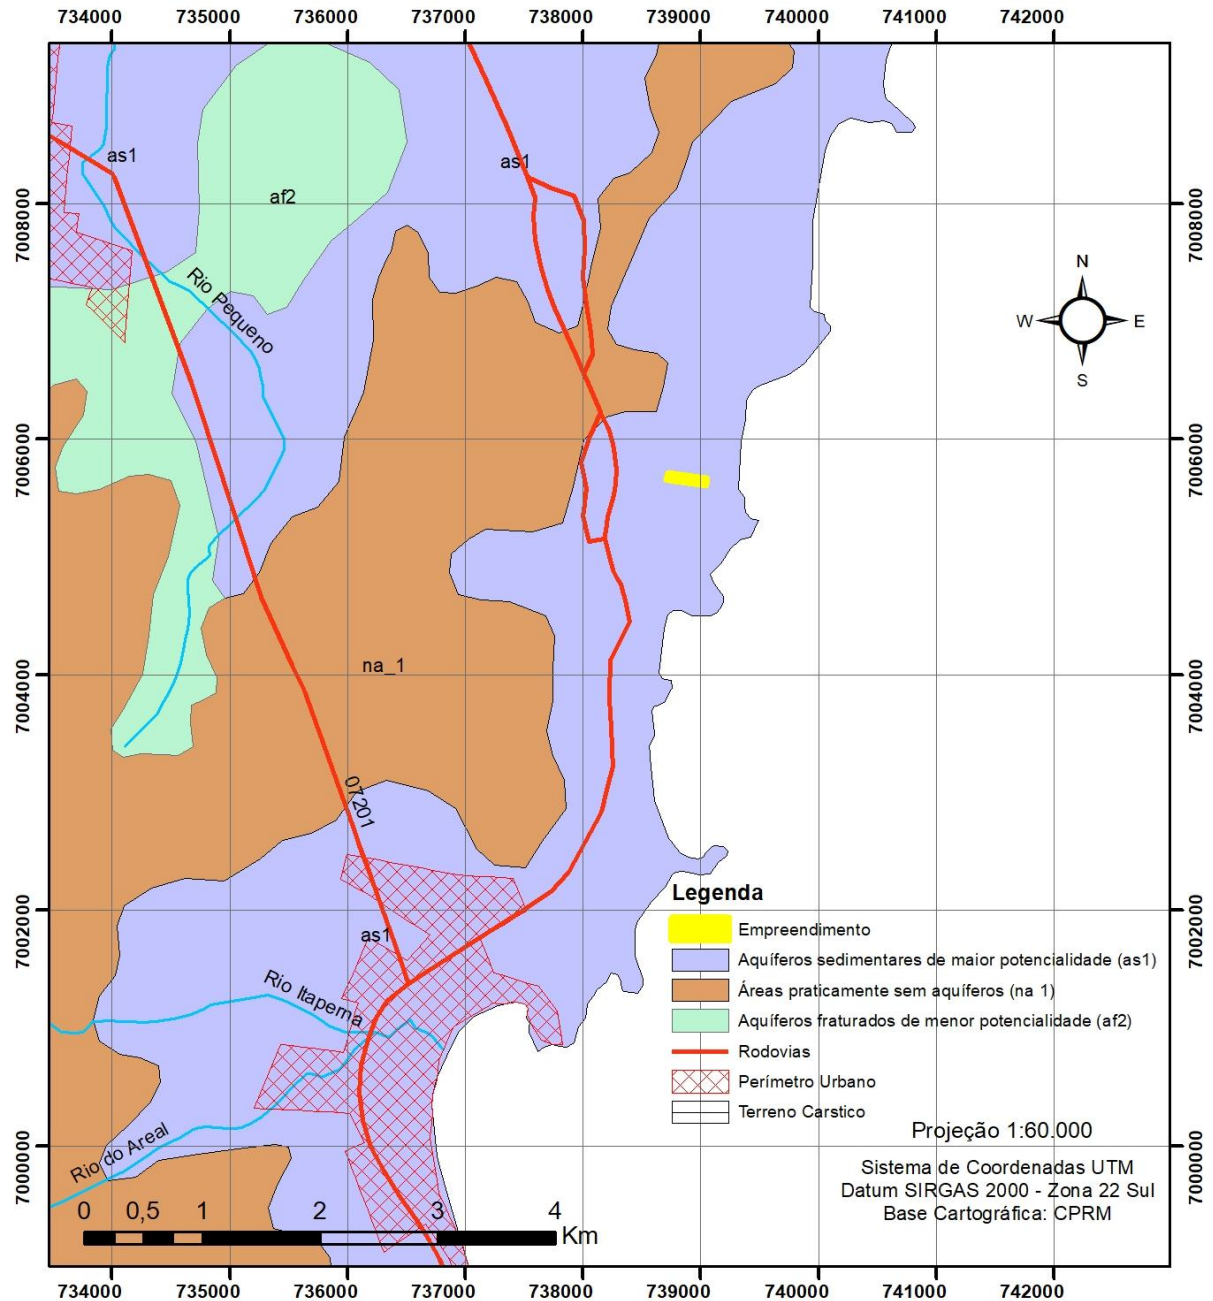 734000 735000 736000 737000 738000 739000 740000 741000 742000
as1
as1
af2
7008000
7008000
N
W E
S
Rio Pequeno
7006000
7006000
na_1
7004000
7004000
07201
Legenda
Empreendimento
7002000
7002000
as1
Aquíferos sedimentares de maior potencialidade (as1)
Rio Itaperna
Áreas praticamente sem aquíferos (na 1)
Aquíferos fraturados de menor potencialidade (af2)
Rodovias
Perímetro Urbano
Terreno Carstico
Projeção 1:60.000
Rio do Areal
7000000
7000000
Sistema de Coordenadas UTM
Datum SIRGAS 2000 - Zona 22 Sul
Base Cartográfica: CPRM
0 0,5 1 2 3 4
Km
734000 735000 736000 737000 738000 739000 740000 741000 742000